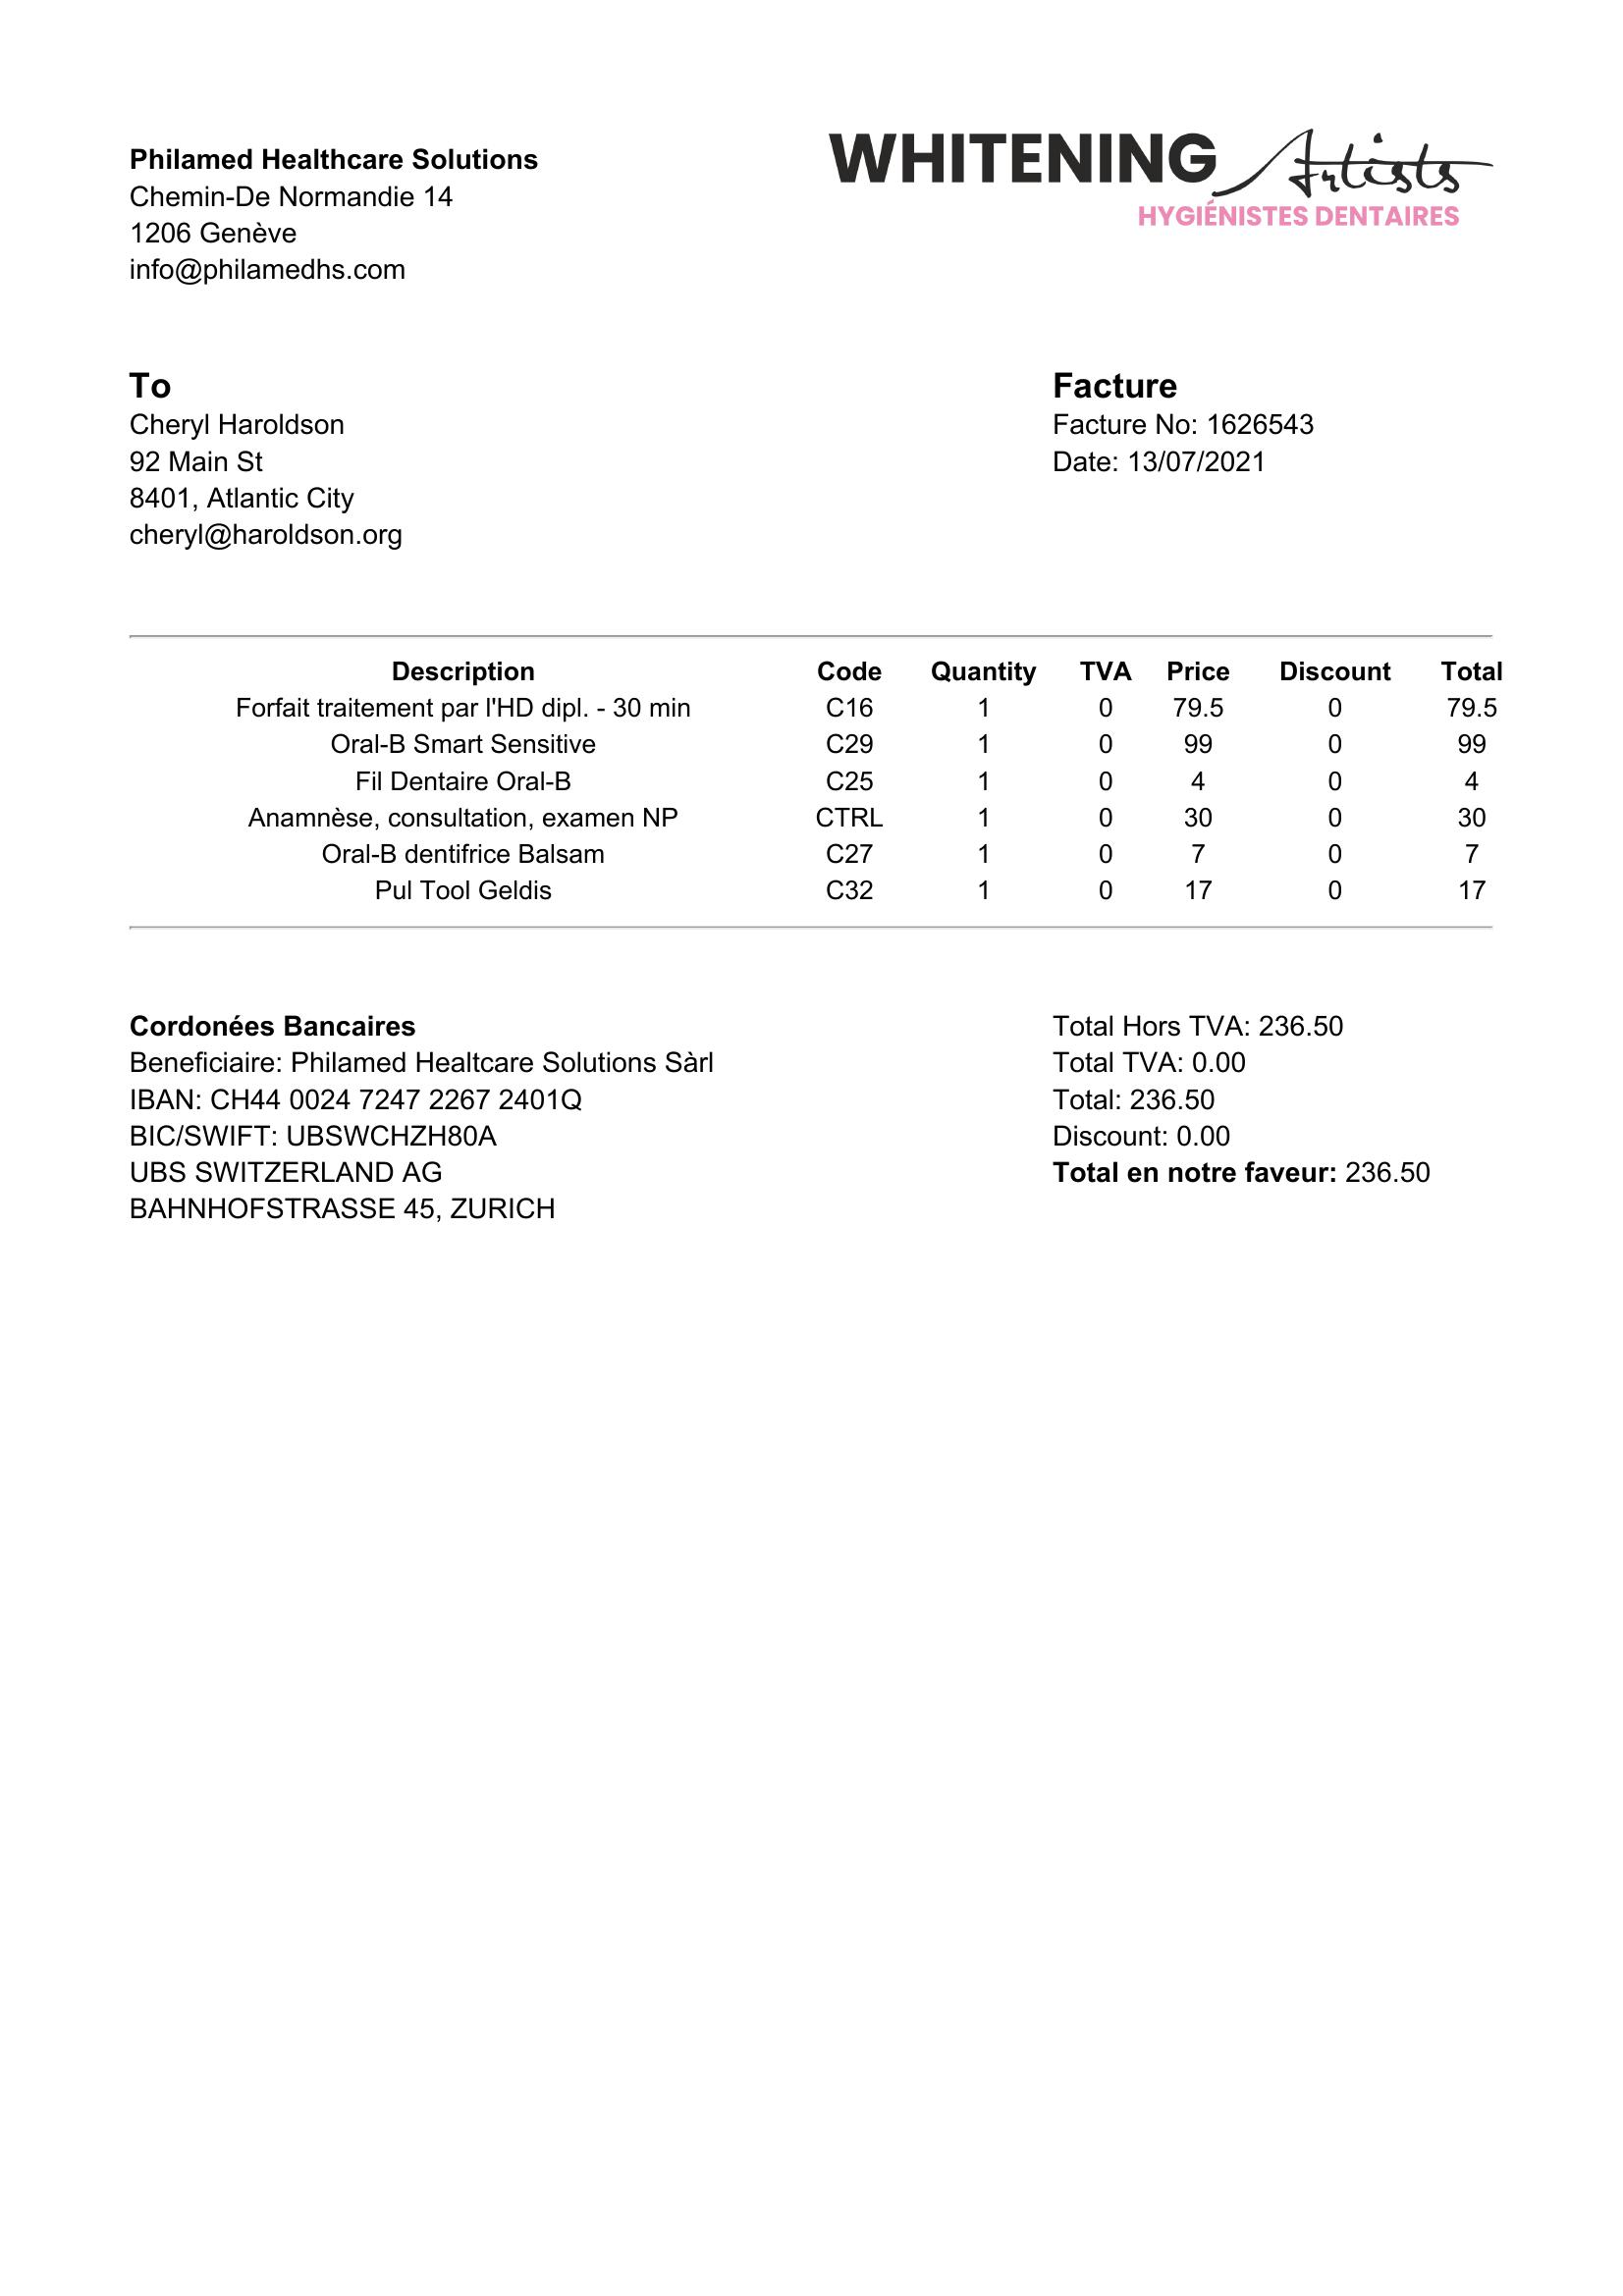 Philamed Healthcare Solutions
Chemin-De Normandie 14
1206 Genève
info@philamedhs.com
WHITENING Artists
HYGIÉNISTES DENTAIRES
To
Cheryl Haroldson
92 Main St
8401, Atlantic City
cheryl@haroldson.org
Facture
Facture No: 1626543
Date: 13/07/2021
Description Code Quantity TVA Price Discount Total
Forfait traitement par l'HD dipl. - 30 min C16 1 0 79.5 0 79.5
Oral-B Smart Sensitive C29 1 0 99 0 99
Fil Dentaire Oral-B C25 1 0 4 0 4
Anamnèse, consultation, examen NP CTRL 1 0 30 0 30
Oral-B dentifrice Balsam C27 1 0 7 0 7
Pul Tool Geldis C32 1 0 17 0 17
Cordonées Bancaires
Beneficiaire: Philamed Healtcare Solutions Sàrl
IBAN: CH44 0024 7247 2267 2401Q
BIC/SWIFT: UBSWCHZH80A
UBS SWITZERLAND AG
BAHNHOFSTRASSE 45, ZURICH
Total Hors TVA: 236.50
Total TVA: 0.00
Total: 236.50
Discount: 0.00
Total en notre faveur: 236.50